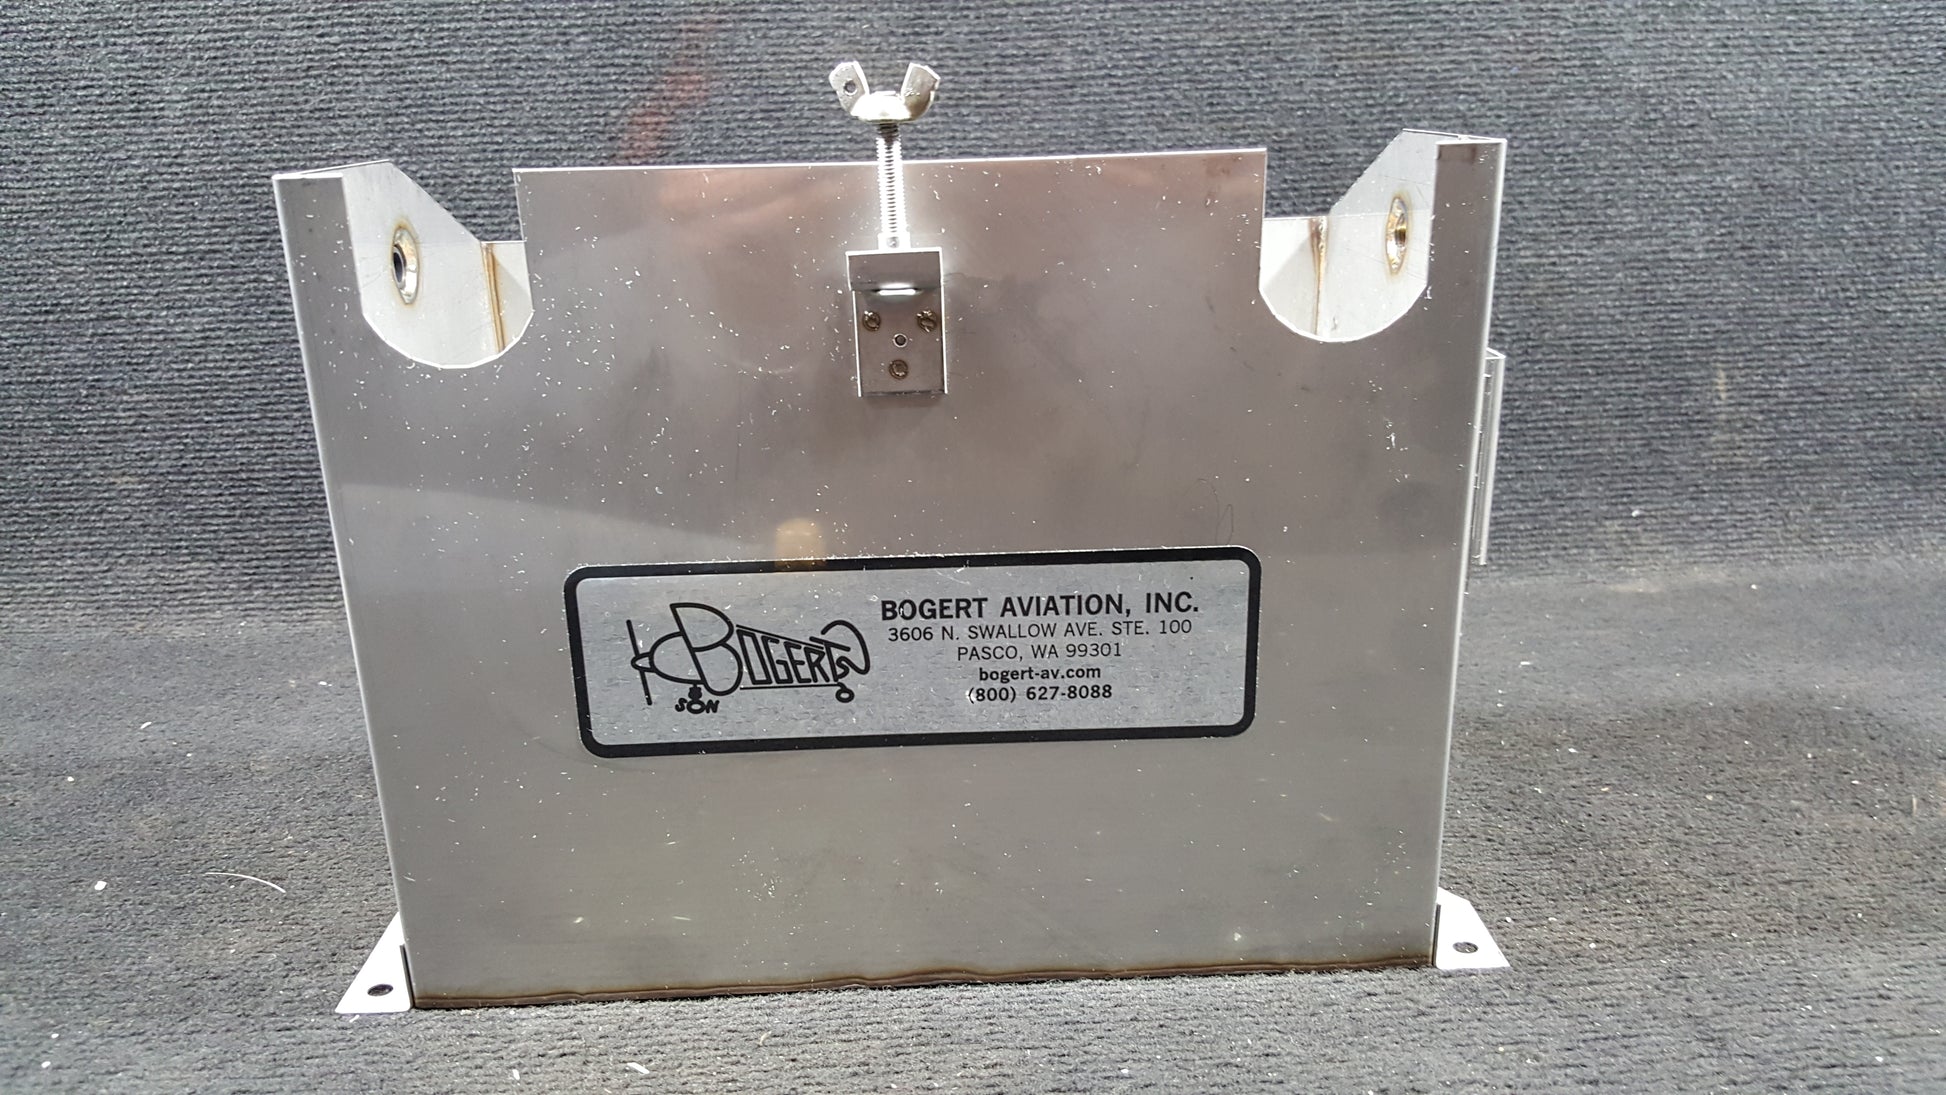 BOGERT
& SON
BOGERT AVIATION, INC.
3606 N. SWALLOW AVE. STE. 100
PASCO, WA 99301
bogert-av.com
(800) 627-8088